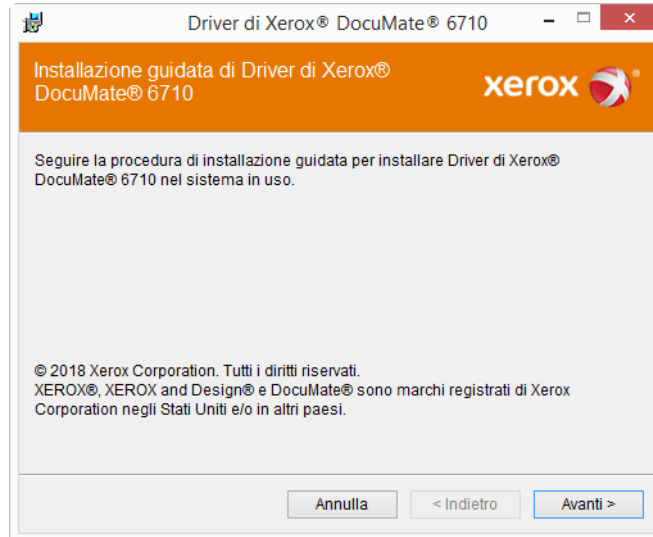 Driver di Xerox® DocuMate® 6710
Installazione guidata di Driver di Xerox®
DocuMate® 6710
xerox®
Seguire la procedura di installazione guidata per installare Driver di Xerox®
DocuMate® 6710 nel sistema in uso.
© 2018 Xerox Corporation. Tutti i diritti riservati.
XEROX®, XEROX and Design® e DocuMate® sono marchi registrati di Xerox
Corporation negli Stati Uniti e/o in altri paesi.
Annulla < Indietro Avanti >